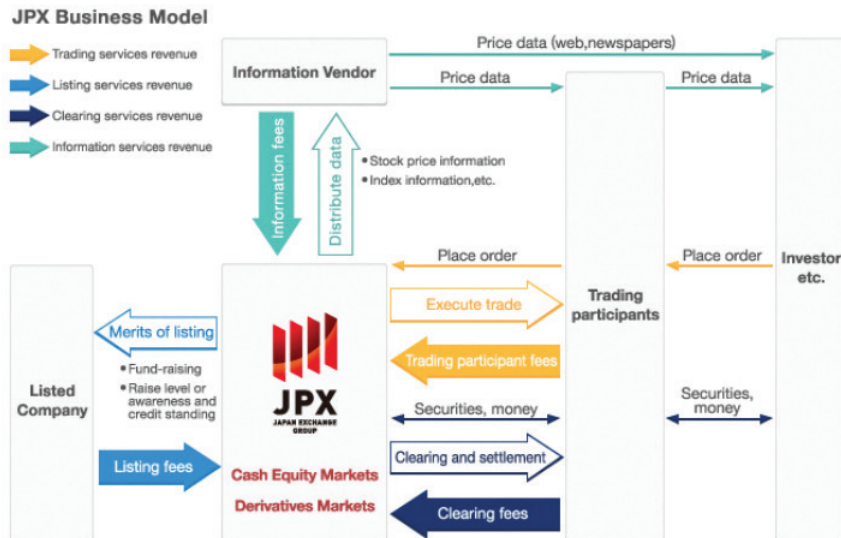 JPX Business Model
Trading services revenue
Listing services revenue
Clearing services revenue
Information services revenue
Information Vendor
Price data (web,newspapers)
Price data
Price data
Information fees
Distribute data
• Stock price information
• Index information,etc.
Place order
Place order
Investor
etc.
Execute trade
Trading
participants
Trading participant fees
Merits of listing
• Fund-raising
• Raise level or
awareness and
credit standing
Listed
Company
JPX
JAPAN EXCHANGE
GROUP
Securities, money
Securities,
money
Clearing and settlement
Listing fees
Cash Equity Markets
Derivatives Markets
Clearing fees